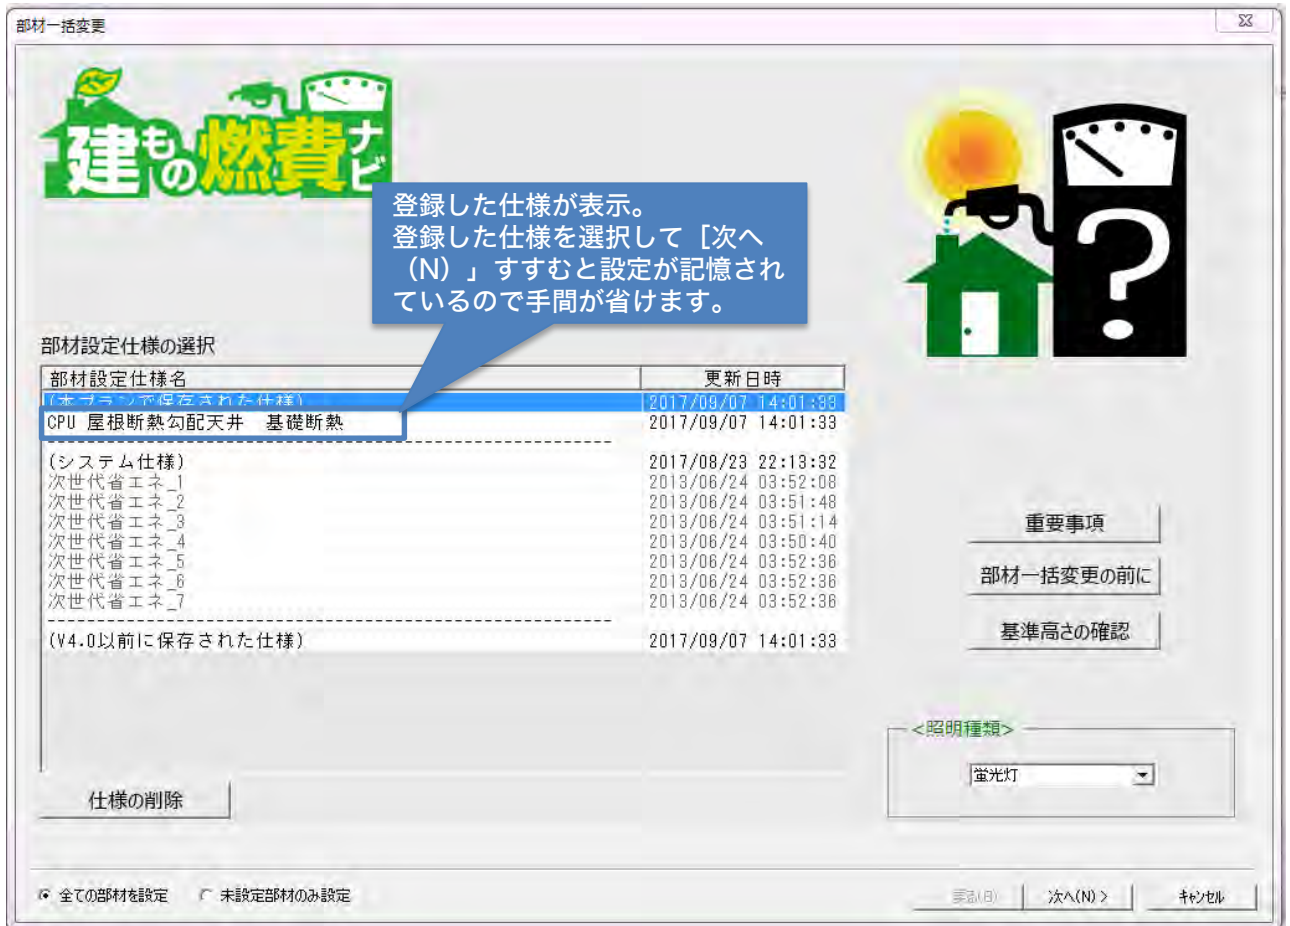 部材一括変更
建もの燃費ナビ
登録した仕様が表示。
登録した仕様を選択して［次へ
（N）」すすむと設定が記憶され
ているので手間が省けます。
?
部材設定仕様の選択
部材設定仕様名 更新日時
(本プランで保存された仕様) 2017/09/07 14:01:33
CPU 屋根断熱勾配天井 基礎断熱 2017/09/07 14:01:33
(システム仕様) 2017/08/23 22:13:32
次世代省エネ_1 2013/06/24 03:52:08
次世代省エネ_2 2013/06/24 03:51:48
次世代省エネ_3 2013/06/24 03:51:14
次世代省エネ_4 2013/06/24 03:50:40
次世代省エネ_5 2013/06/24 03:52:36
次世代省エネ_6 2013/06/24 03:52:36
次世代省エネ_7 2013/06/24 03:52:36
(V4.0以前に保存された仕様) 2017/09/07 14:01:33
重要事項
部材一括変更の前に
基準高さの確認
<照明種類>
蛍光灯
仕様の削除
全ての部材を設定 未設定部材のみ設定
戻る(B) 次へ(N) > キャンセル